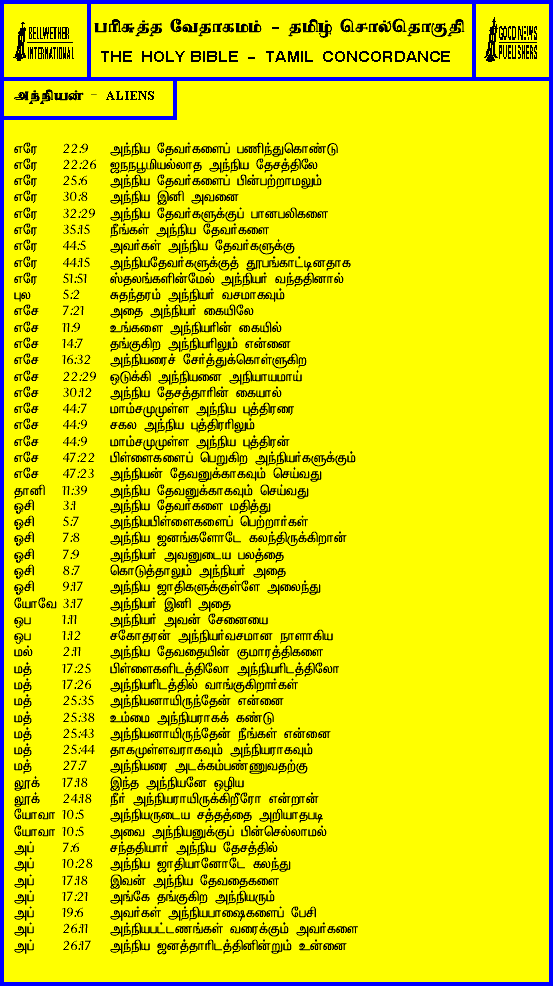 BELLWETHER
INTERNATIONAL
பரிசுத்த வேதாகமம் - தமிழ் சொல்தொகுதி
THE HOLY BIBLE - TAMIL CONCORDANCE
GOOD NEWS
PUBLISHERS
அந்நியன் - ALIENS
எரே 22:9 அந்நிய தேவர்களைப் பணிந்துகொண்டு
எரே 22:26 ஜநநபூமியல்லாத அந்நிய தேசத்திலே
எரே 25:6 அந்நிய தேவர்களைப் பின்பற்றாமலும்
எரே 30:8 அந்நிய இனி அவனை
எரே 32:29 அந்நிய தேவர்களுக்குப் பானபலிகளை
எரே 35:15 நீங்கள் அந்நிய தேவர்களை
எரே 44:5 அவர்கள் அந்நிய தேவர்களுக்கு
எரே 44:15 அந்நியதேவர்களுக்குத் தூபங்காட்டினதாக
எரே 51:51 ஸ்தலங்களின்மேல் அந்நியர் வந்ததினால்
புல 5:2 சுதந்தரம் அந்நியர் வசமாகவும்
எசே 7:21 அதை அந்நியர் கையிலே
எசே 11:9 உங்களை அந்நியரின் கையில்
எசே 14:7 தங்குகிற அந்நியரிலும் என்னை
எசே 16:32 அந்நியரைச் சேர்த்துக்கொள்ளுகிற
எசே 22:29 ஒடுக்கி அந்நியனை அநியாயமாய்
எசே 30:12 அந்நிய தேசத்தாரின் கையால்
எசே 44:7 மாம்சமுமுள்ள அந்நிய புத்திரரை
எசே 44:9 சகல அந்நிய புத்திரரிலும்
எசே 44:9 மாம்சமுமுள்ள அந்நிய புத்திரன்
எசே 47:22 பிள்ளைகளைப் பெறுகிற அந்நியர்களுக்கும்
எசே 47:23 அந்நியன் தேவனுக்காகவும் செய்வது
தானி 11:39 அந்நிய தேவனுக்காகவும் செய்வது
ஓசி 3:1 அந்நிய தேவர்களை மதித்து
ஓசி 5:7 அந்நியபிள்ளைகளைப் பெற்றார்கள்
ஓசி 7:8 அந்நிய ஜனங்களோடே கலந்திருக்கிறான்
ஓசி 7:9 அந்நியர் அவனுடைய பலத்தை
ஓசி 8:7 கொடுத்தாலும் அந்நியர் அதை
ஓசி 9:17 அந்நிய ஜாதிகளுக்குள்ளே அலைந்து
யோவே 3:17 அந்நியர் இனி அதை
ஒப 1:11 அந்நியர் அவன் சேனையை
ஒப 1:12 சகோதரன் அந்நியர்வசமான நாளாகிய
மல் 2:11 அந்நிய தேவதையின் குமாரத்திகளை
மத் 17:25 பிள்ளைகளிடத்திலோ அந்நியரிடத்திலோ
மத் 17:26 அந்நியரிடத்தில் வாங்குகிறார்கள்
மத் 25:35 அந்நியனாயிருந்தேன் என்னை
மத் 25:38 உம்மை அந்நியராகக் கண்டு
மத் 25:43 அந்நியனாயிருந்தேன் நீங்கள் என்னை
மத் 25:44 தாகமுள்ளவராகவும் அந்நியராகவும்
மத் 27:7 அந்நியரை அடக்கம்பண்ணுவதற்கு
லூக் 17:18 இந்த அந்நியனே ஒழிய
லூக் 24:18 நீர் அந்நியராயிருக்கிறீரோ என்றான்
யோவா 10:5 அந்நியருடைய சத்தத்தை அறியாதபடி
யோவா 10:5 அவை அந்நியனுக்குப் பின்செல்லாமல்
அப் 7:6 சந்ததியார் அந்நிய தேசத்தில்
அப் 10:28 அந்நிய ஜாதியானோடே கலந்து
அப் 17:18 இவன் அந்நிய தேவதைகளை
அப் 17:21 அங்கே தங்குகிற அந்நியரும்
அப் 19:6 அவர்கள் அந்நியபாஷைகளைப் பேசி
அப் 26:11 அந்நியபட்டணங்கள் வரைக்கும் அவர்களை
அப் 26:17 அந்நிய ஜனத்தாரிடத்தினின்றும் உன்னை